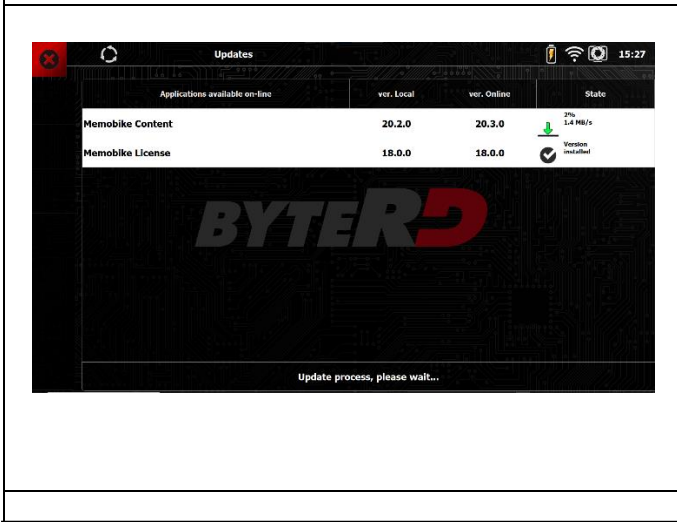 Updates 15:27
Applications available on-line ver. Local ver. Online State
Memobike Content 20.2.0 20.3.0 2% 1.4 MB/s
Memobike License 18.0.0 18.0.0 Version installed
BYTERD
Update process, please wait...